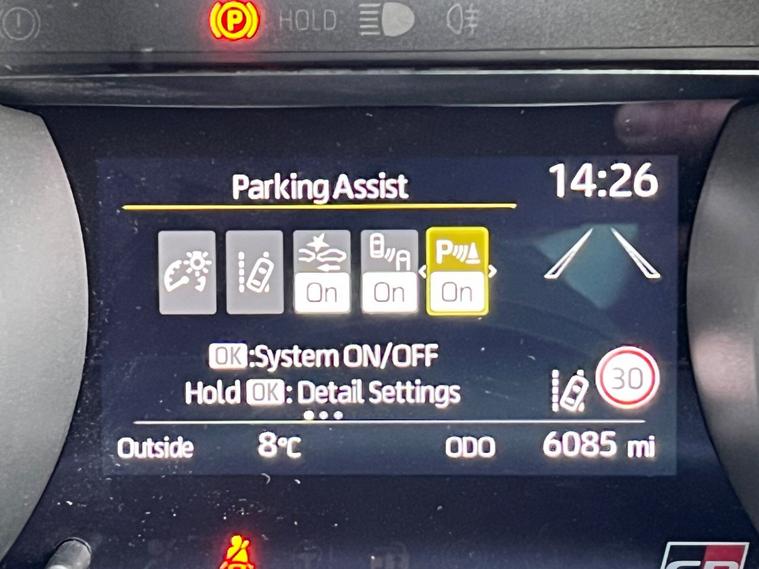 P HOLD
Parking Assist
14:26
On On P On
OK:System ON/OFF
Hold OK: Detail Settings
30
Outside 8°C ODO 6085 mi
GR